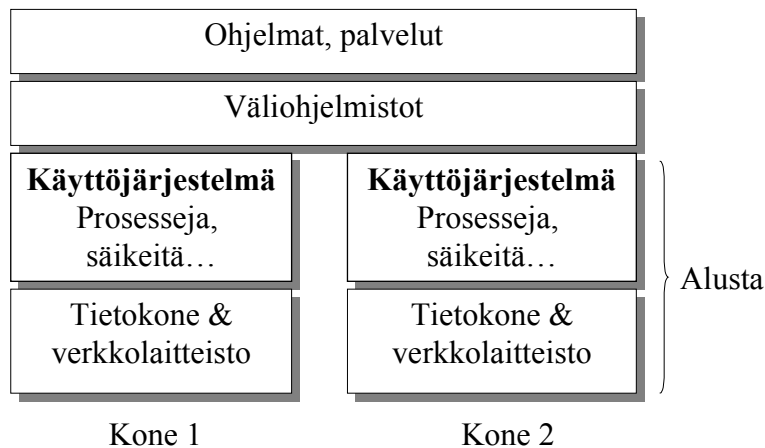 Ohjelmat, palvelut
Väliohjelmistot
Käyttöjärjestelmä
Prosesseja,
säikeitä…
Käyttöjärjestelmä
Prosesseja,
säikeitä…
Alusta
Tietokone &
verkkolaitteisto
Tietokone &
verkkolaitteisto
Kone 1
Kone 2